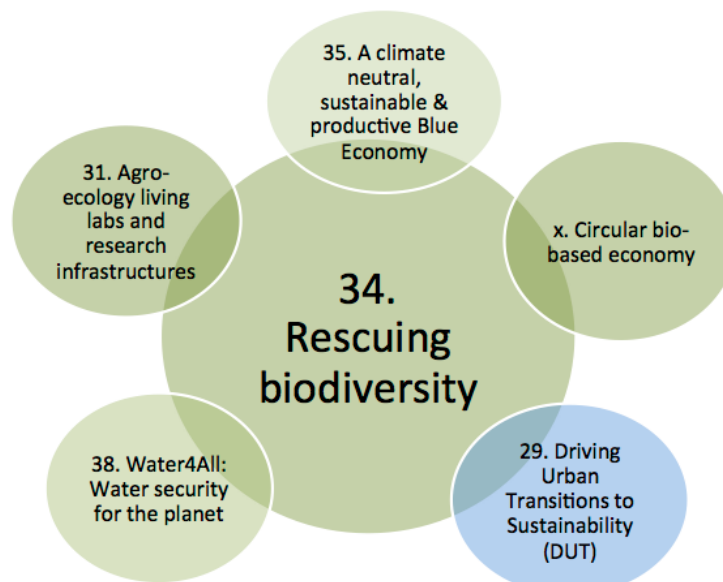 35. A climate
neutral,
sustainable &
productive Blue
Economy
31. Agro-
ecology living
labs and
research
infrastructures
x. Circular bio-
based economy
34.
Rescuing
biodiversity
38. Water4All:
Water security
for the planet
29. Driving
Urban
Transitions to
Sustainability
(DUT)